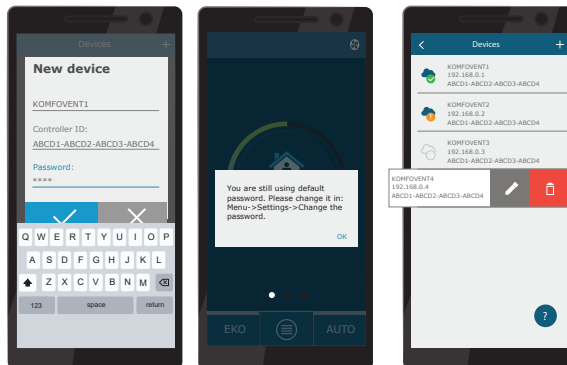 Devices +
New device
KOMFOVENT1
Controller ID:
ABCD1-ABCD2-ABCD3-ABCD4
Password:
****
Q W E R T Y U I O P
A S D F G H J K L
Z X C V B N M
123 space return
You are still using default
password. Please change it in:
Menu->Settings->Change the
password.
OK
EKO AUTO
Devices +
KOMFOVENT1
192.168.0.1
ABCD1-ABCD2-ABCD3-ABCD4
KOMFOVENT2
192.168.0.2
ABCD1-ABCD2-ABCD3-ABCD4
KOMFOVENT3
192.168.0.3
ABCD1-ABCD2-ABCD3-ABCD4
KOMFOVENT4
192.168.0.4
ABCD1-ABCD2-ABCD3-ABCD4
?